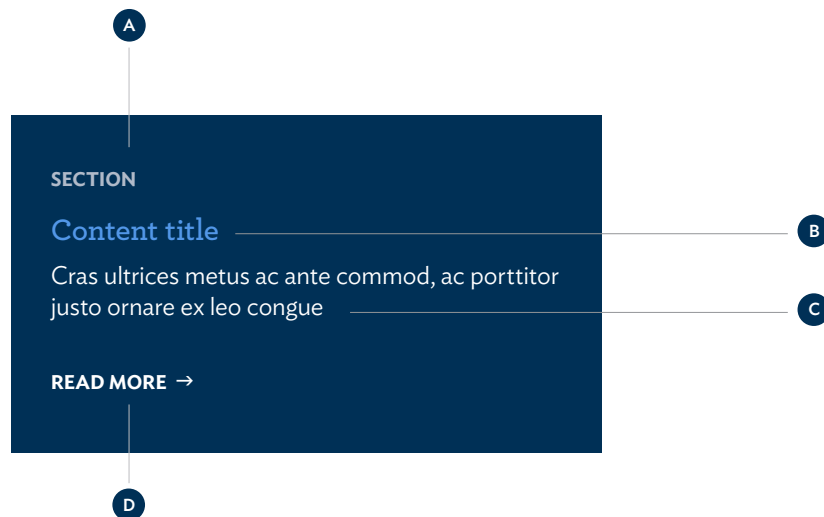 A
SECTION
Content title
B
Cras ultrices metus ac ante commod, ac porttitor
justo ornare ex leo congue
C
READ MORE →
D